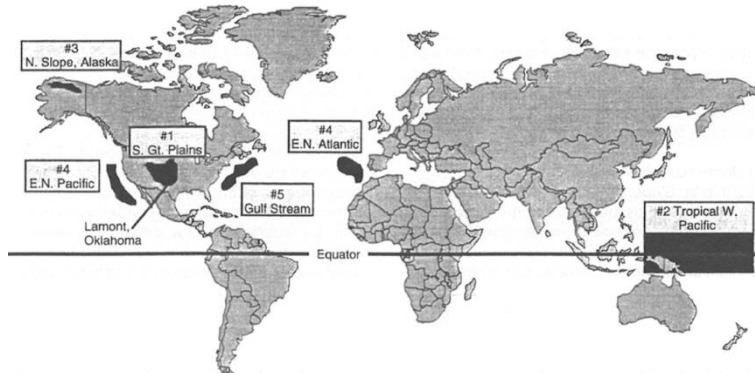 #3
N. Slope, Alaska
#1
S. Gt. Plains
#4
E.N. Atlantic
#4
E.N. Pacific
#5
Gulf Stream
Lamont,
Oklahoma
#2 Tropical W.
Pacific
Equator